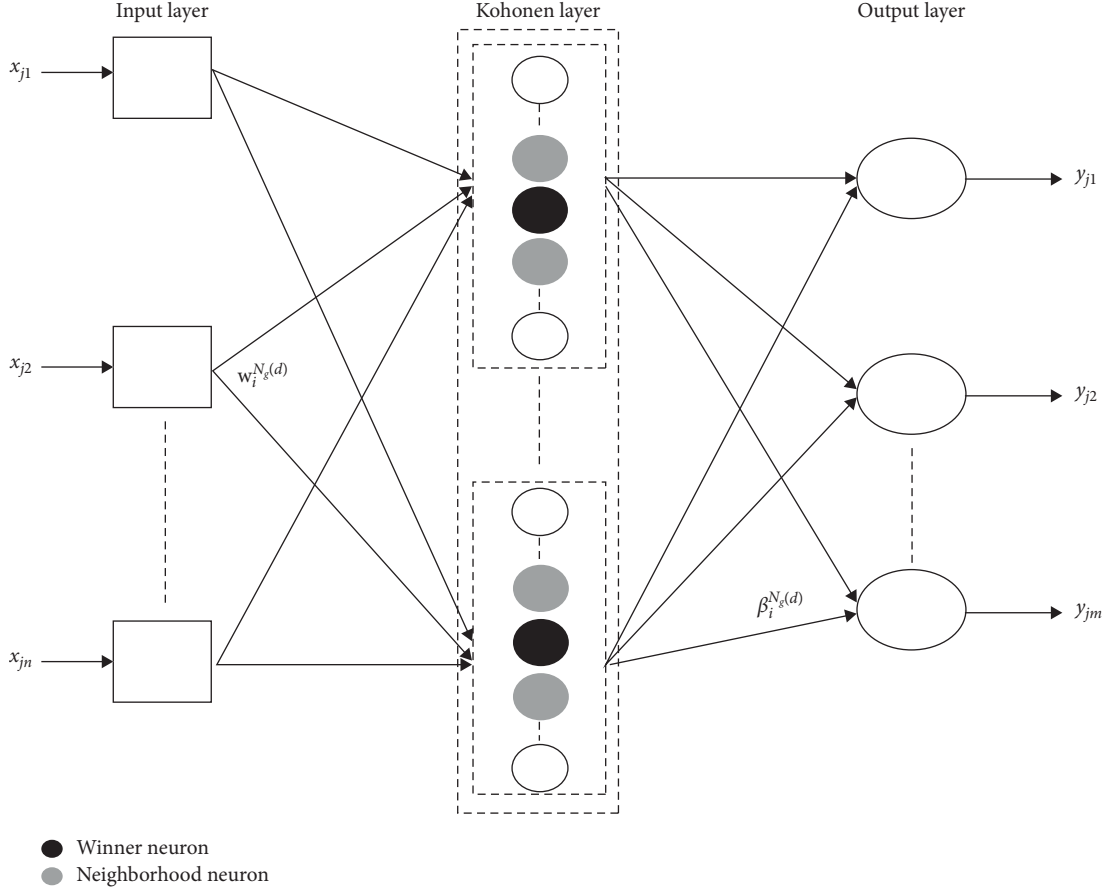 Input layer
Kohonen layer
Output layer
x_{j1}
y_{j1}
x_{j2}
w_i^{N_g(d)}
y_{j2}
β_i^{N_g(d)}
y_{jm}
x_{jn}
Winner neuron
Neighborhood neuron